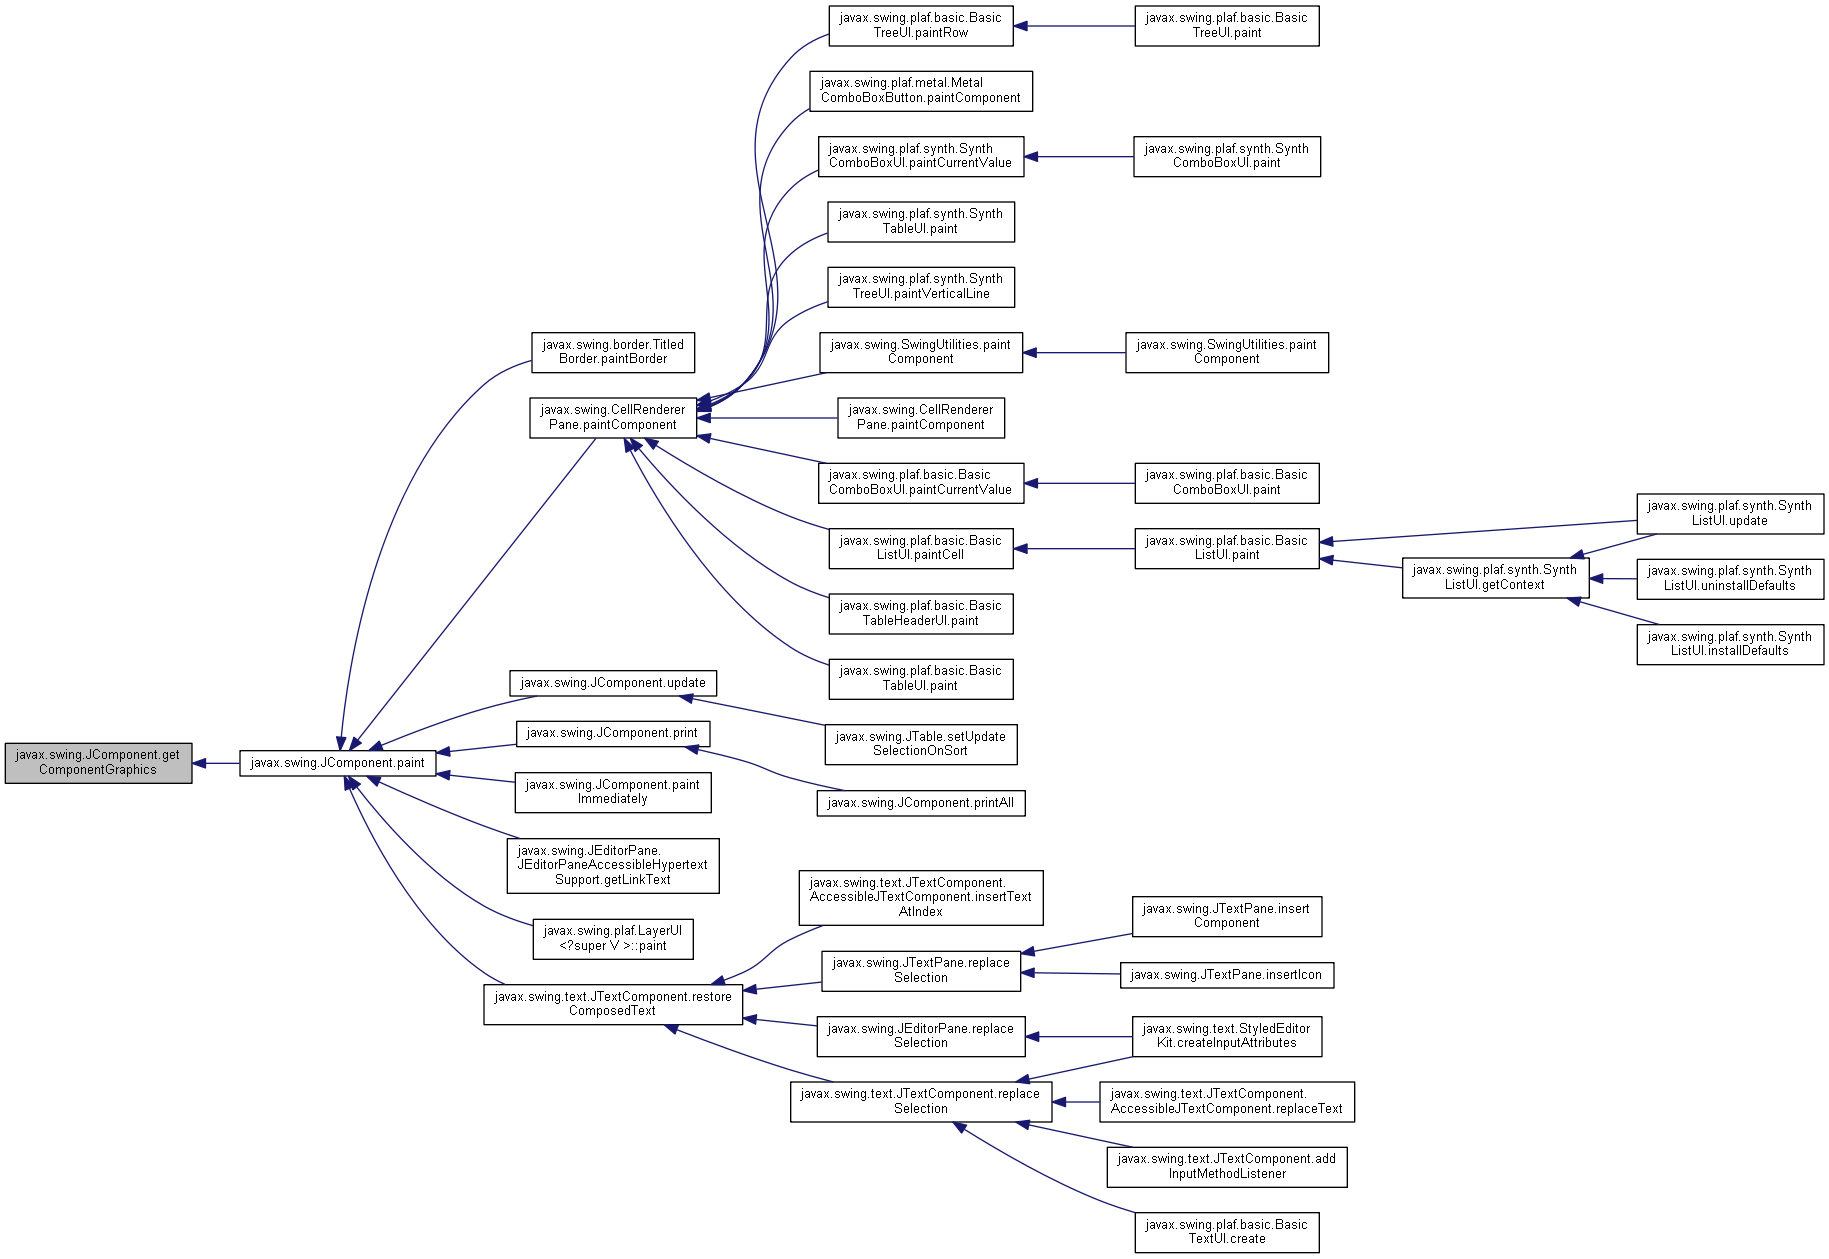 javax.swing.JComponent.get
ComponentGraphics
javax.swing.JComponent.paint
javax.swing.border.Titled
Border.paintBorder
javax.swing.CellRenderer
Pane.paintComponent
javax.swing.JComponent.update
javax.swing.JComponent.print
javax.swing.JComponent.paint
Immediately
javax.swing.JEditorPane.
JEditorPaneAccessibleHypertext
Support.getLinkText
javax.swing.plaf.LayerUI
<?super V >::paint
javax.swing.text.JTextComponent.restore
ComposedText
javax.swing.plaf.basic.Basic
TreeUI.paintRow
javax.swing.plaf.metal.Metal
ComboBoxButton.paintComponent
javax.swing.plaf.synth.Synth
ComboBoxUI.paintCurrentValue
javax.swing.plaf.synth.Synth
TableUI.paint
javax.swing.plaf.synth.Synth
TreeUI.paintVerticalLine
javax.swing.SwingUtilities.paint
Component
javax.swing.CellRenderer
Pane.paintComponent
javax.swing.plaf.basic.Basic
ComboBoxUI.paintCurrentValue
javax.swing.plaf.basic.Basic
ListUI.paintCell
javax.swing.plaf.basic.Basic
TableHeaderUI.paint
javax.swing.plaf.basic.Basic
TableUI.paint
javax.swing.JTable.setUpdate
SelectionOnSort
javax.swing.JComponent.printAll
javax.swing.text.JTextComponent.
AccessibleJTextComponent.insertText
AtIndex
javax.swing.JTextPane.replace
Selection
javax.swing.JEditorPane.replace
Selection
javax.swing.text.JTextComponent.replace
Selection
javax.swing.plaf.basic.Basic
TreeUI.paint
javax.swing.plaf.synth.Synth
ComboBoxUI.paint
javax.swing.SwingUtilities.paint
Component
javax.swing.plaf.basic.Basic
ComboBoxUI.paint
javax.swing.plaf.basic.Basic
ListUI.paint
javax.swing.JTextPane.insert
Component
javax.swing.JTextPane.insertIcon
javax.swing.text.StyledEditor
Kit.createInputAttributes
javax.swing.text.JTextComponent.
AccessibleJTextComponent.replaceText
javax.swing.text.JTextComponent.add
InputMethodListener
javax.swing.plaf.basic.Basic
TextUI.create
javax.swing.plaf.synth.Synth
ListUI.getContext
javax.swing.plaf.synth.Synth
ListUI.update
javax.swing.plaf.synth.Synth
ListUI.uninstallDefaults
javax.swing.plaf.synth.Synth
ListUI.installDefaults